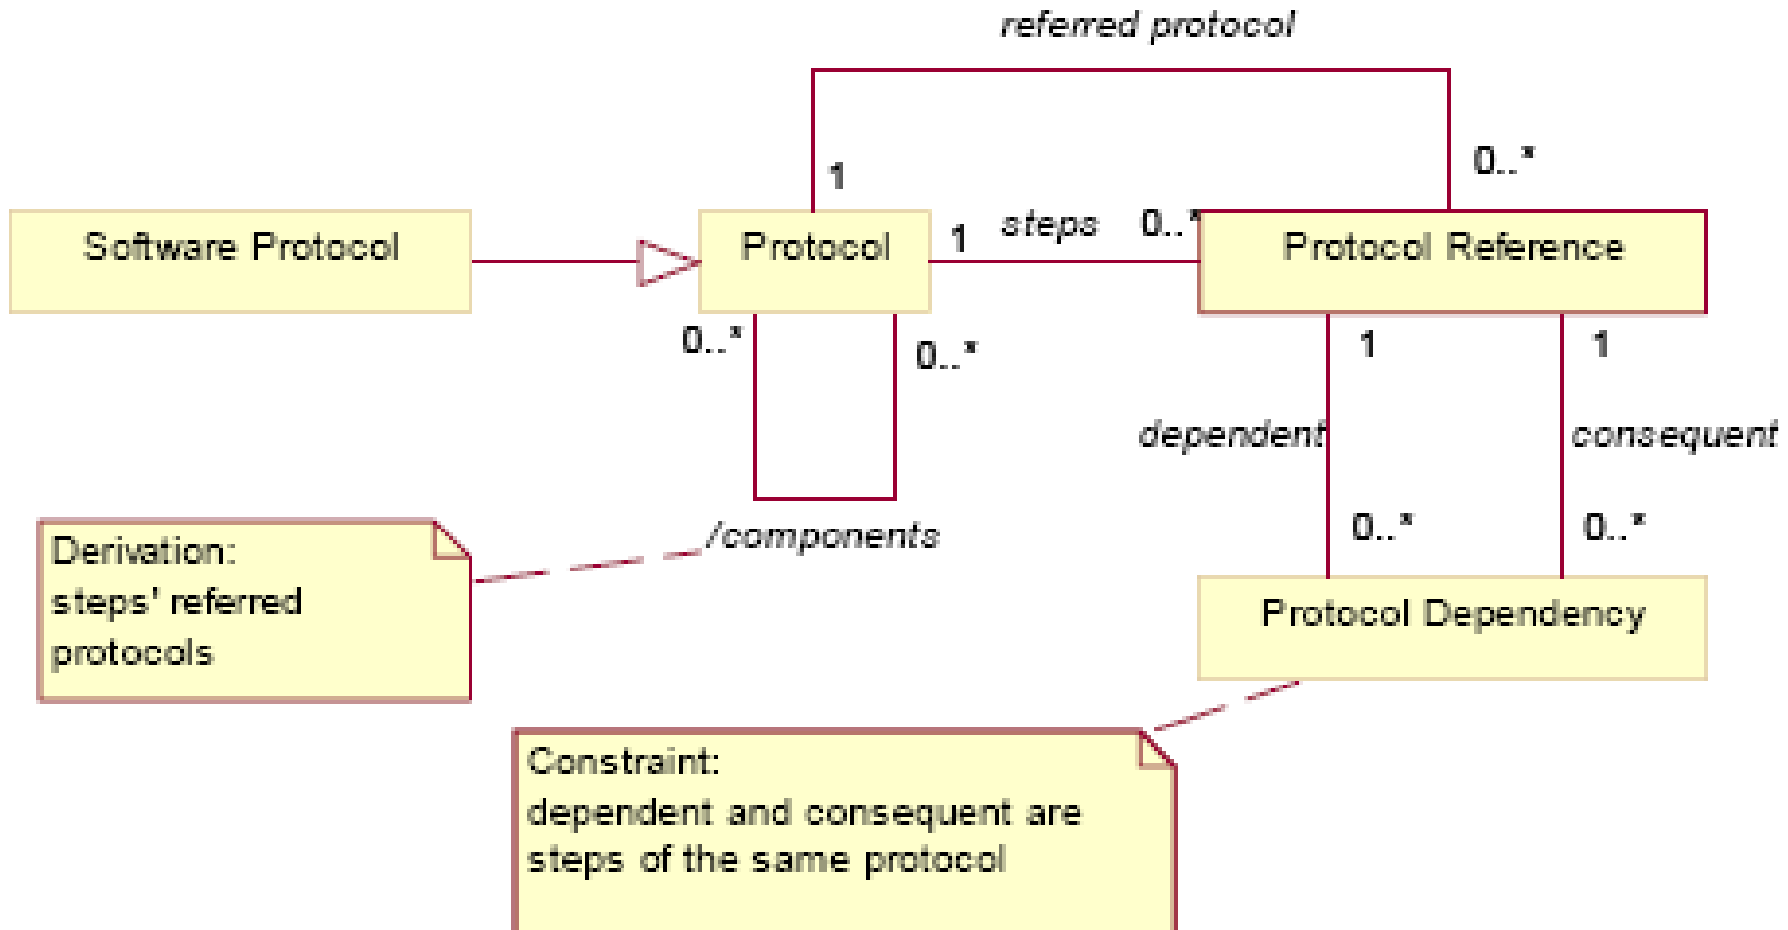 referred protocol
1
0..*
Software Protocol
Protocol
1
steps
0..*
Protocol Reference
0..*
0..*
1
1
dependent
consequent
/components
0..*
0..*
Derivation:
steps' referred
protocols
Protocol Dependency
Constraint:
dependent and consequent are
steps of the same protocol